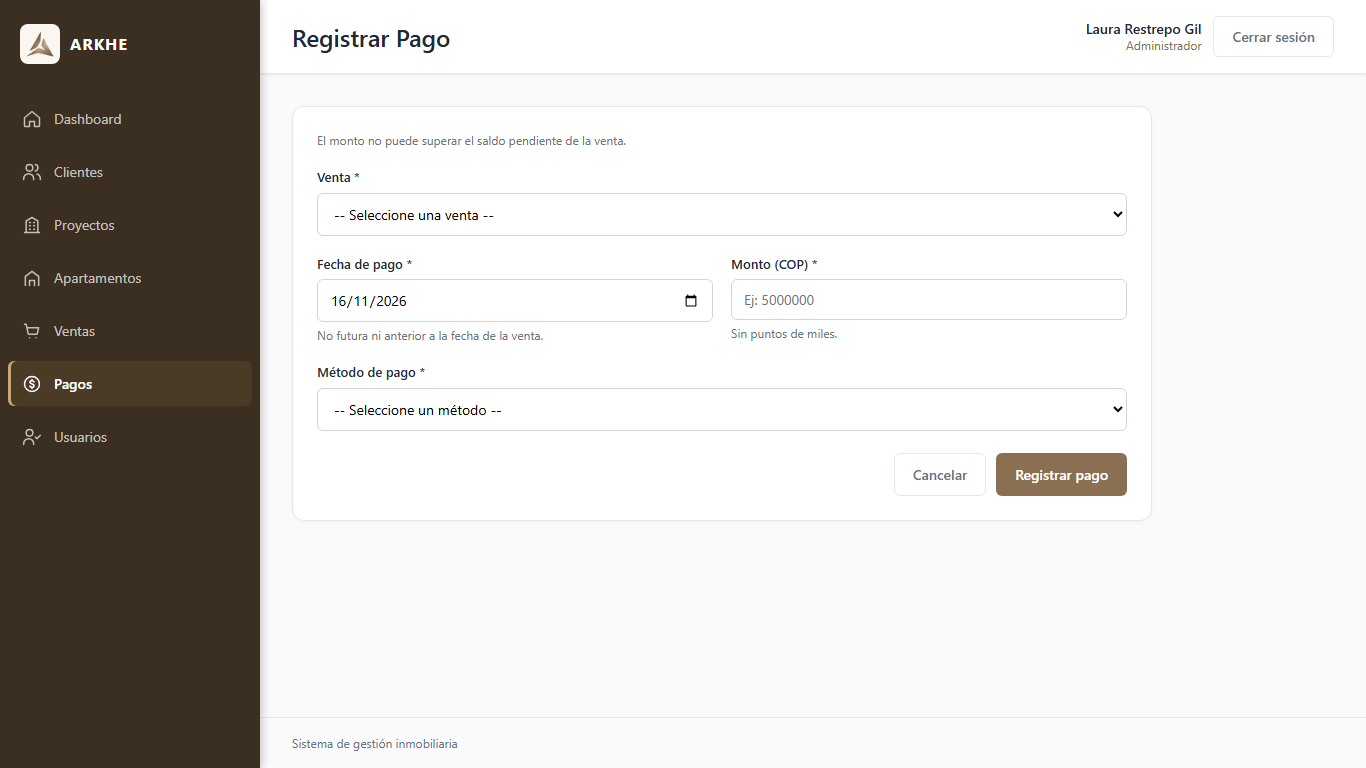 ARKHE
Dashboard
Clientes
Proyectos
Apartamentos
Ventas
Pagos
Usuarios
Registrar Pago
Laura Restrepo Gil
Administrador
Cerrar sesión
El monto no puede superar el saldo pendiente de la venta.
Venta *
-- Seleccione una venta --
Fecha de pago *
16/11/2026
No futura ni anterior a la fecha de la venta.
Monto (COP) *
Ej: 5000000
Sin puntos de miles.
Método de pago *
-- Seleccione un método --
Cancelar
Registrar pago
Sistema de gestión inmobiliaria